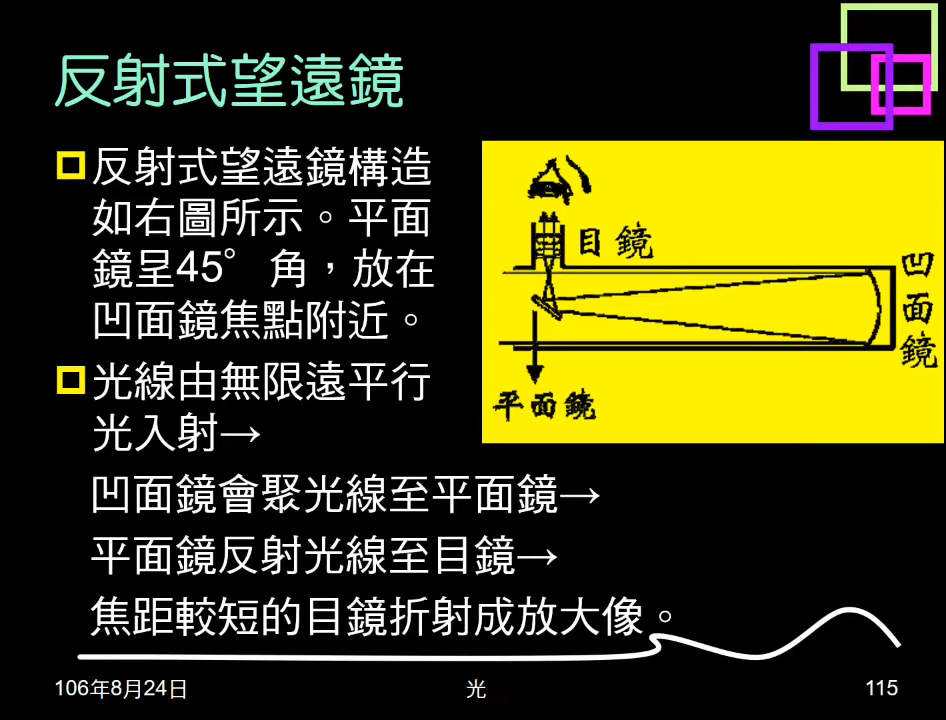 反射式望遠鏡
反射式望遠鏡構造
如右圖所示。平面
鏡呈45°角，放在
凹面鏡焦點附近。
光線由無限遠平行
光入射→
凹面鏡會聚光線至平面鏡→
平面鏡反射光線至目鏡→
焦距較短的目鏡折射成放大像。
目鏡
凹面鏡
平面鏡
106年8月24日
光
115